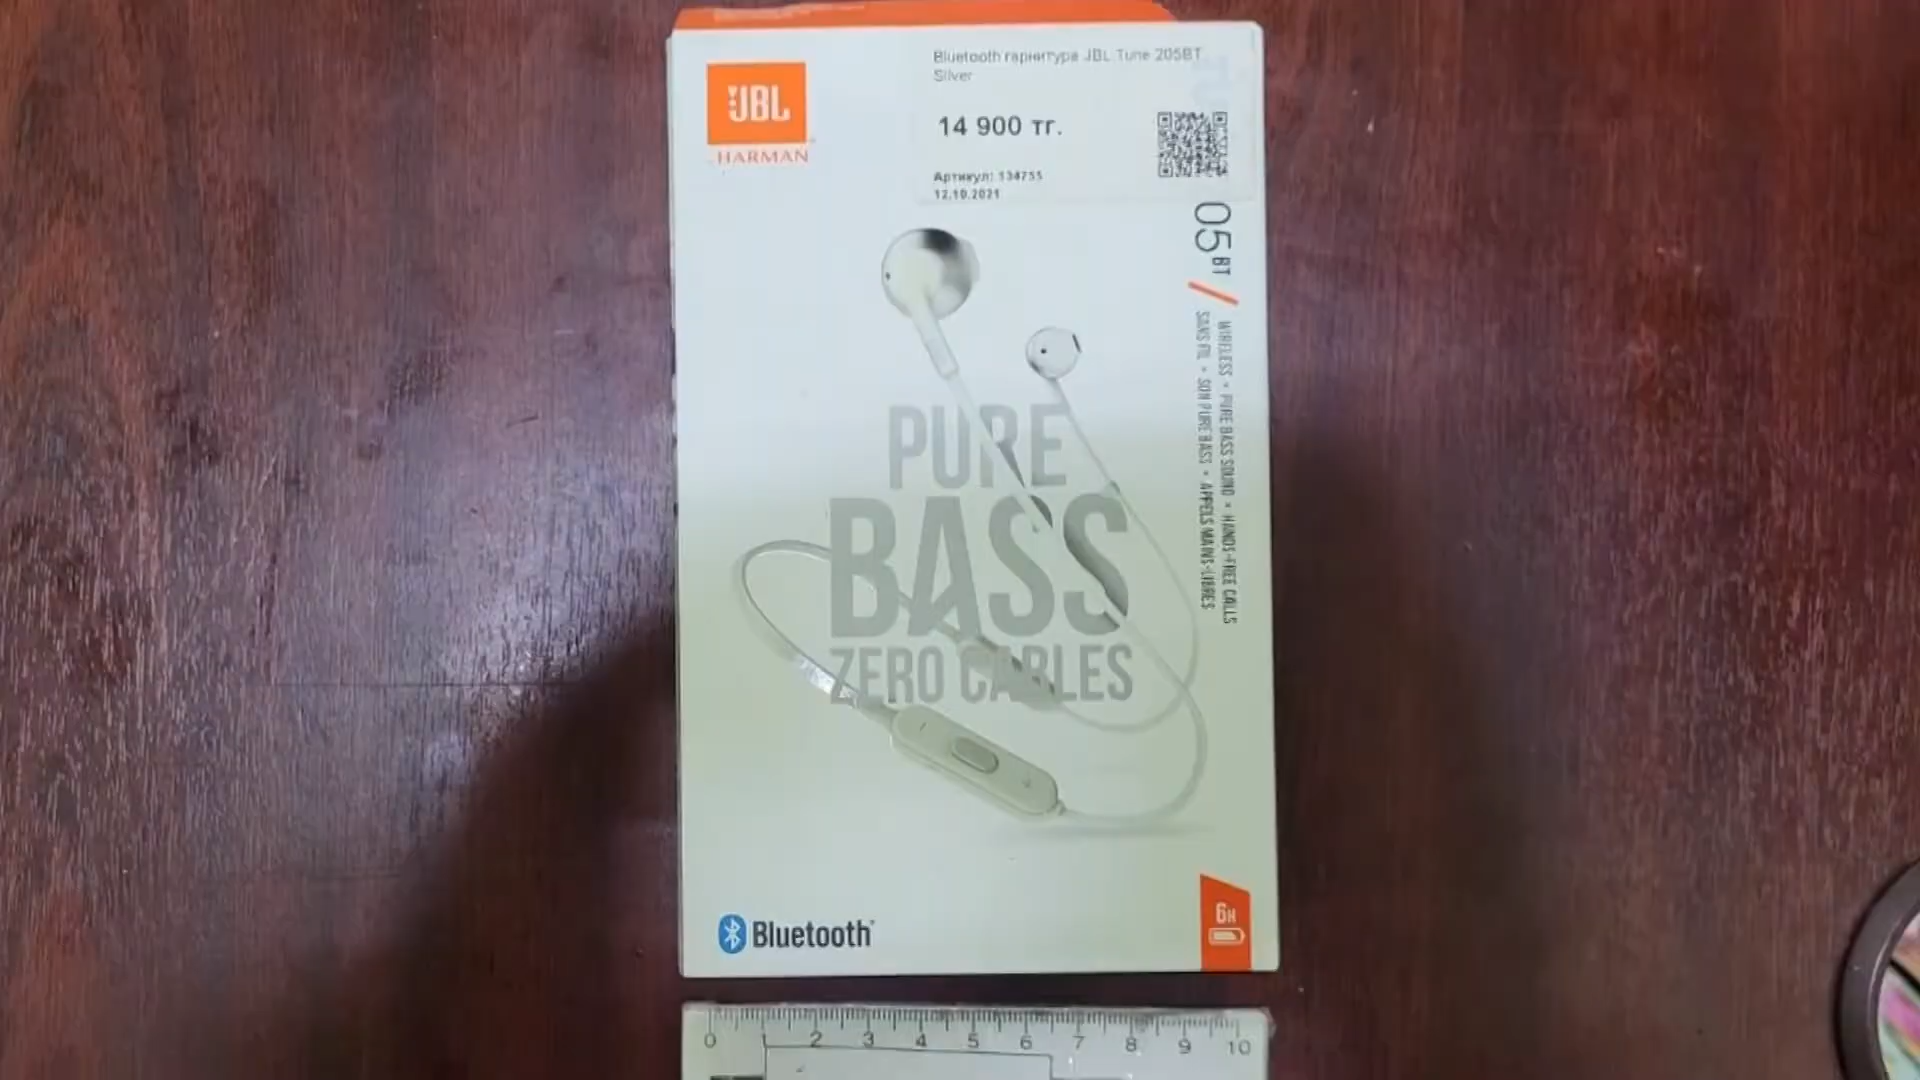 JBL
HARMAN
Bluetooth гарнитура JBL Tune 205BT
Silver
14 900 тг.
Артикул: 134755
12.10.2021
05BT
WIRELESS • PURE BASS SOUND • HANDS-FREE CALLS
SANS FIL • SON PURE BASS • APPELS MAINS-LIBRES
PURE
BASS
ZERO CABLES
Bluetooth
6H
0 1 2 3 4 5 6 7 8 9 10